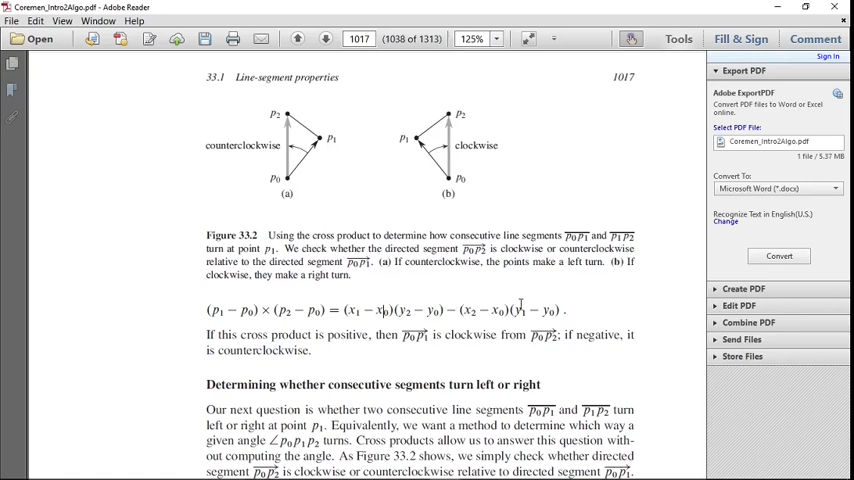 Coremen_Intro2Algo.pdf - Adobe Reader
File Edit View Window Help
Open 1017 (1038 of 1313) 125% Tools Fill & Sign Comment
Sign In
33.1 Line-segment properties 1017
p2 p2
counterclockwise p1 p1 clockwise
p0 p0
(a) (b)
Figure 33.2 Using the cross product to determine how consecutive line segments p0p1 and p1p2
turn at point p1. We check whether the directed segment p0p2 is clockwise or counterclockwise
relative to the directed segment p0p1. (a) If counterclockwise, the points make a left turn. (b) If
clockwise, they make a right turn.
(p1 − p0) × (p2 − p0) = (x1 − x0)(y2 − y0) − (x2 − x0)(y1 − y0) .
If this cross product is positive, then p0p1 is clockwise from p0p2; if negative, it
is counterclockwise.
Determining whether consecutive segments turn left or right
Our next question is whether two consecutive line segments p0p1 and p1p2 turn
left or right at point p1. Equivalently, we want a method to determine which way a
given angle ∠p0p1p2 turns. Cross products allow us to answer this question with-
out computing the angle. As Figure 33.2 shows, we simply check whether directed
segment p0p2 is clockwise or counterclockwise relative to directed segment p0p1.
Export PDF
Adobe ExportPDF
Convert PDF files to Word or Excel
online.
Select PDF File:
Coremen_Intro2Algo.pdf
1 file / 5.37 MB
Convert To:
Microsoft Word (*.docx)
Recognize Text in English(U.S.)
Change
Convert
Create PDF
Edit PDF
Combine PDF
Send Files
Store Files